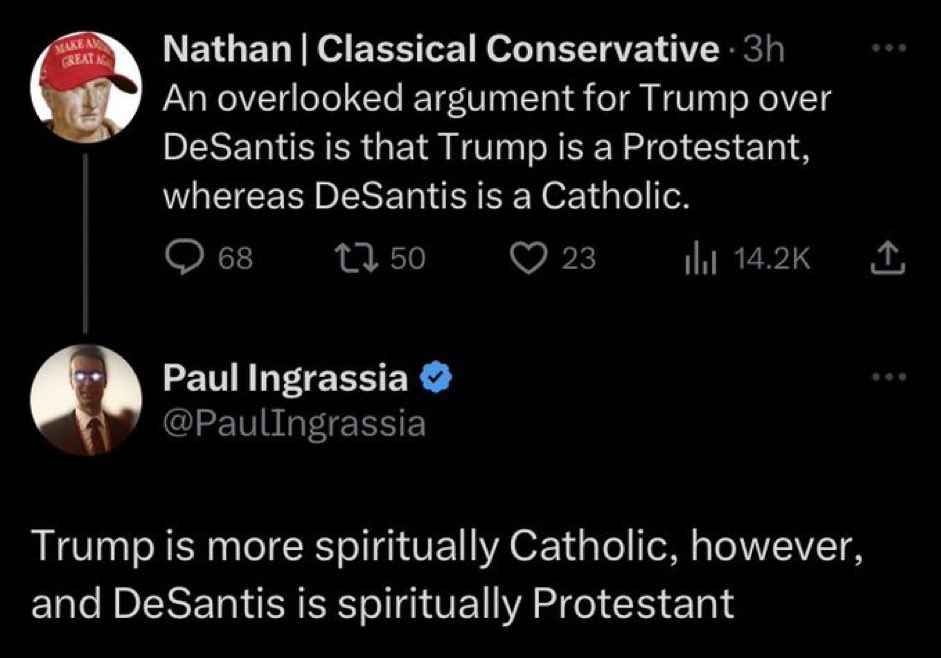 MAKE AM
GREAT AG
Nathan | Classical Conservative · 3h
An overlooked argument for Trump over
DeSantis is that Trump is a Protestant,
whereas DeSantis is a Catholic.
68 50 23 14.2K
Paul Ingrassia
@PaulIngrassia
Trump is more spiritually Catholic, however,
and DeSantis is spiritually Protestant